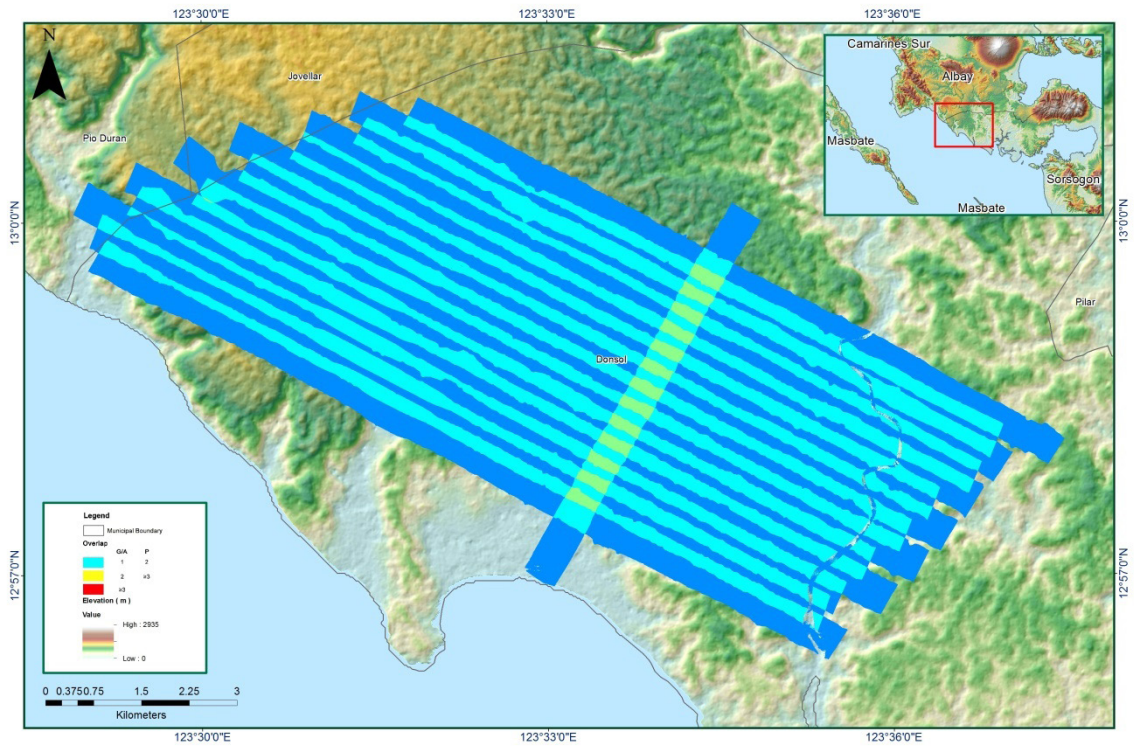 123°30'0"E
123°33'0"E
123°36'0"E
N
Jovellar
Pio Duran
Camarines Sur
Albay
Masbate
Sorsogon
Masbate
13°0'0"N
13°0'0"N
Pilar
Donsol
12°57'0"N
12°57'0"N
Legend
Municipal Boundary
Overlap
G/A P
1 2
2 ≥3
≥3
Elevation ( m )
Value
High : 2935
Low : 0
0 0.375 0.75 1.5 2.25 3
Kilometers
123°30'0"E
123°33'0"E
123°36'0"E